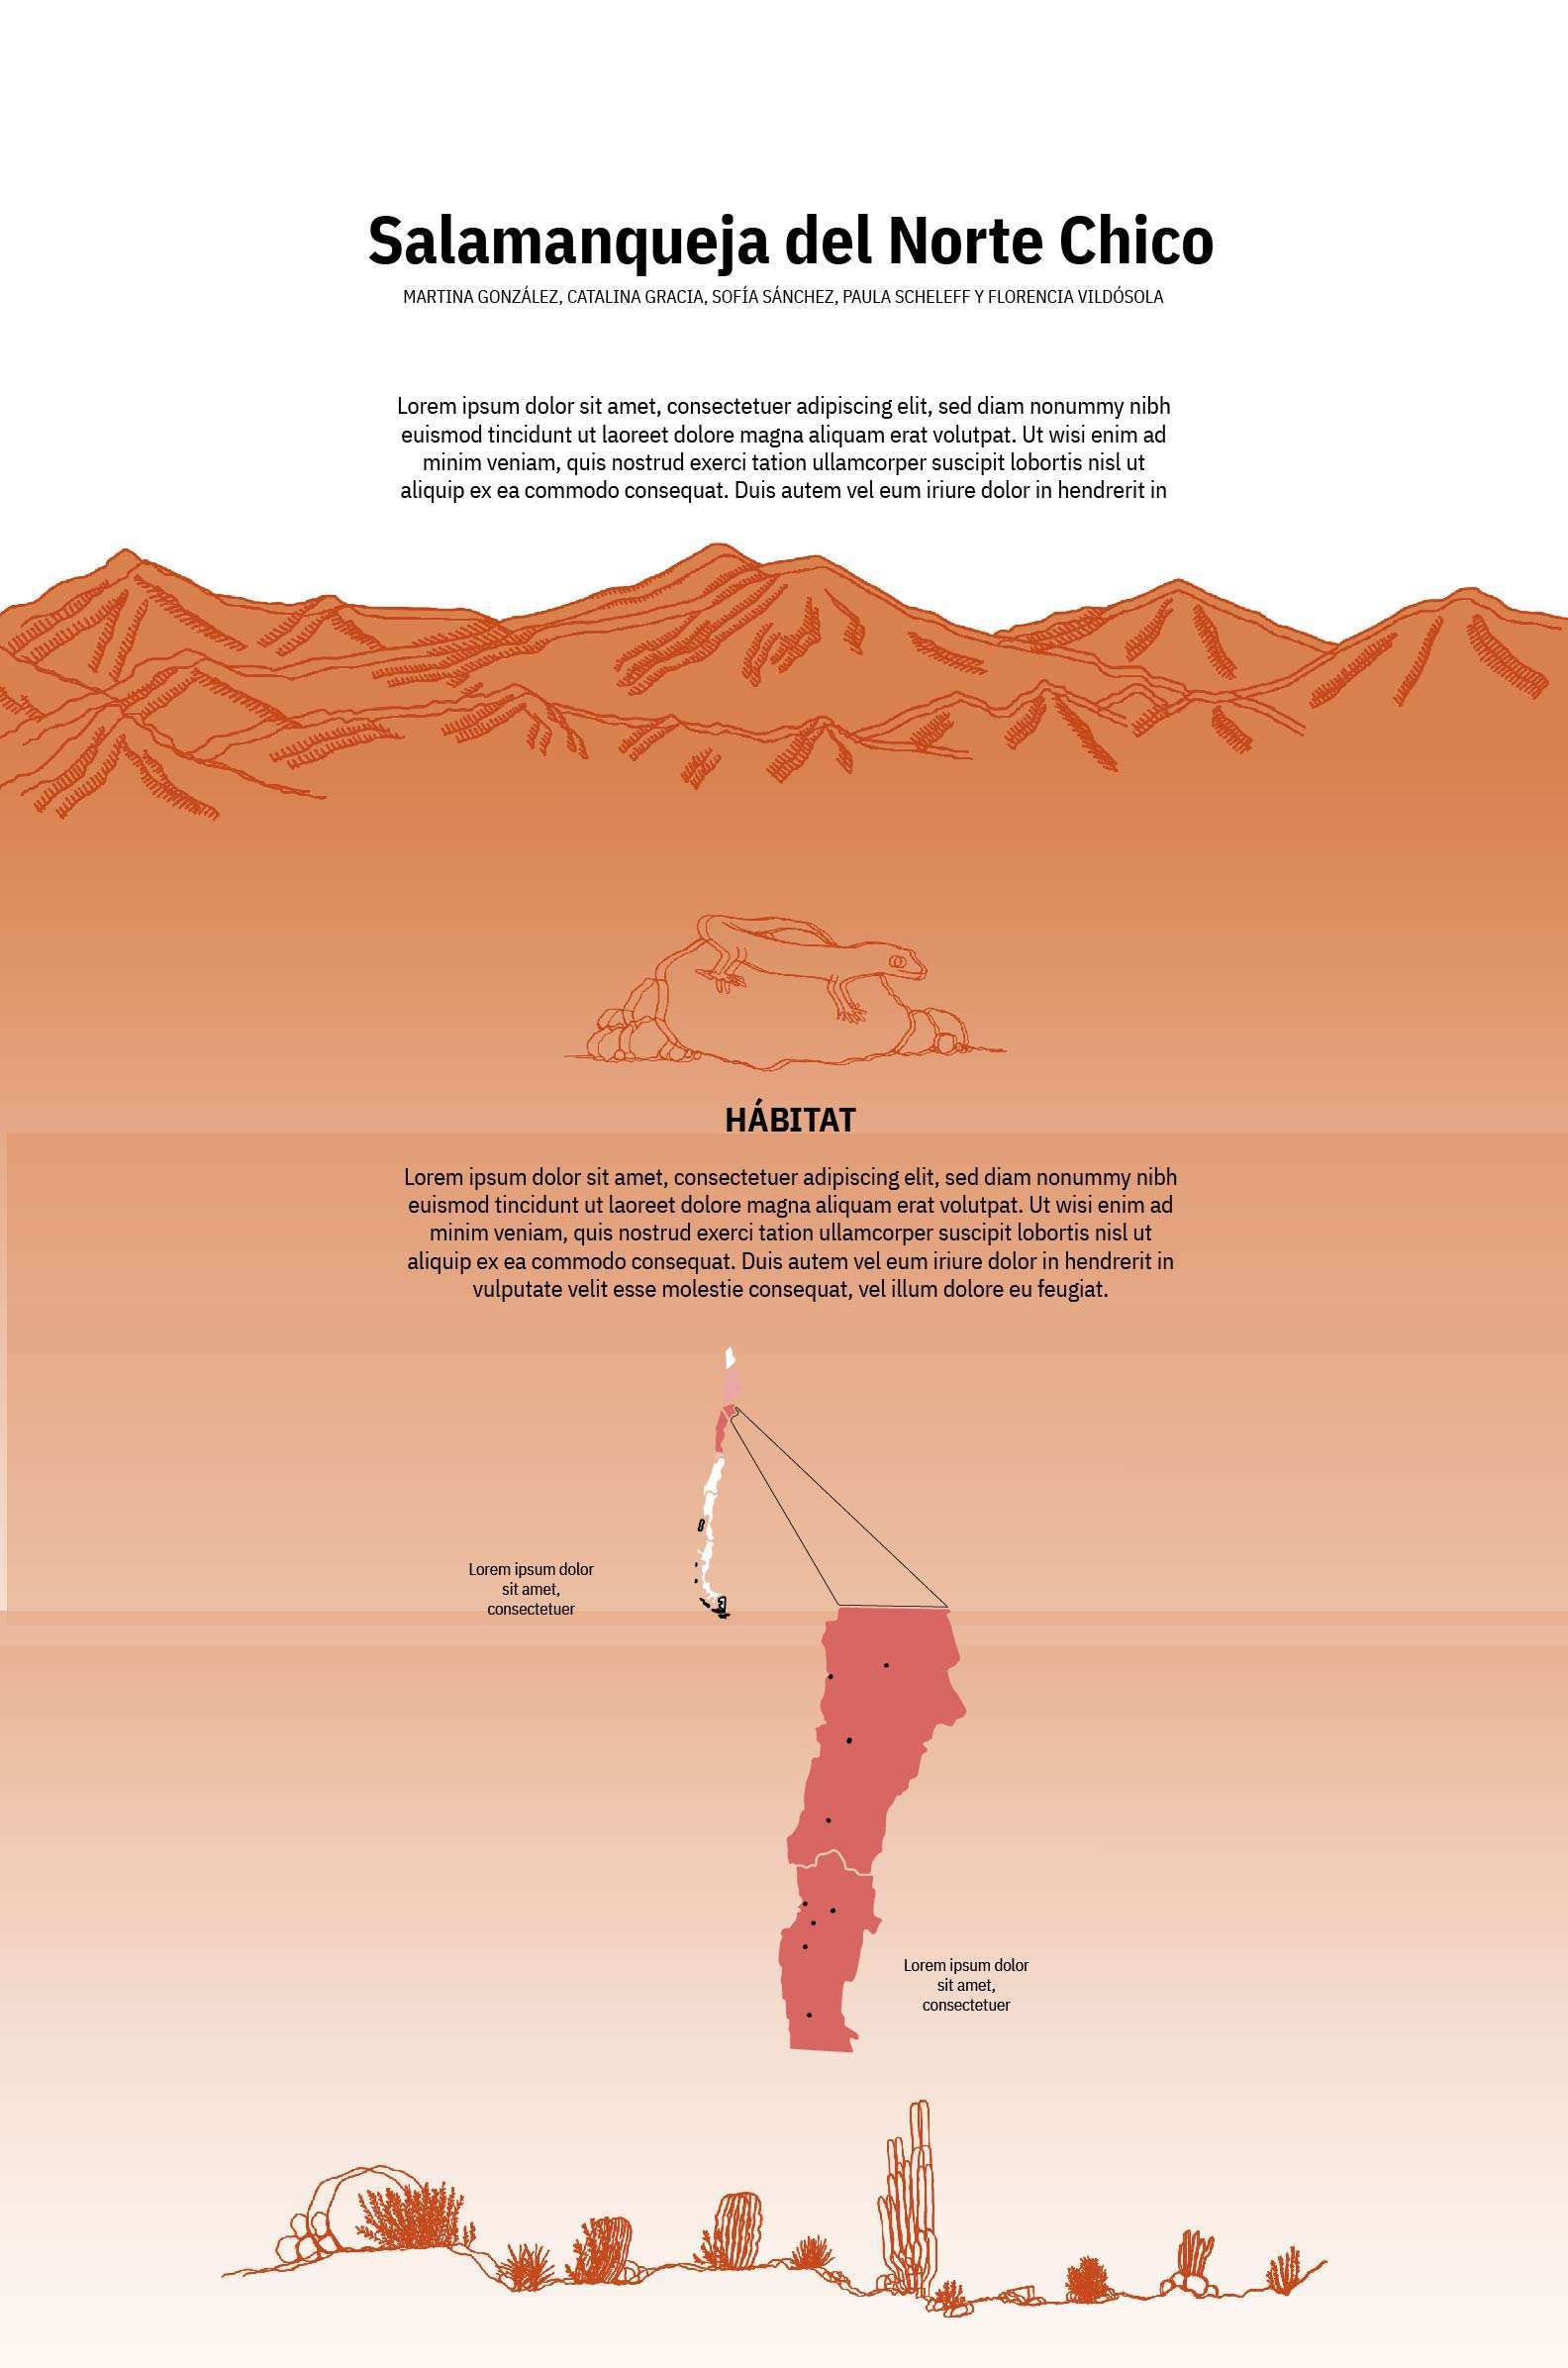 Salamanqueja del Norte Chico
MARTINA GONZÁLEZ, CATALINA GRACIA, SOFÍA SÁNCHEZ, PAULA SCHELEFF Y FLORENCIA VILDÓSOLA
Lorem ipsum dolor sit amet, consectetuer adipiscing elit, sed diam nonummy nibh
euismod tincidunt ut laoreet dolore magna aliquam erat volutpat. Ut wisi enim ad
minim veniam, quis nostrud exerci tation ullamcorper suscipit lobortis nisl ut
aliquip ex ea commodo consequat. Duis autem vel eum iriure dolor in hendrerit in
HÁBITAT
Lorem ipsum dolor sit amet, consectetuer adipiscing elit, sed diam nonummy nibh
euismod tincidunt ut laoreet dolore magna aliquam erat volutpat. Ut wisi enim ad
minim veniam, quis nostrud exerci tation ullamcorper suscipit lobortis nisl ut
aliquip ex ea commodo consequat. Duis autem vel eum iriure dolor in hendrerit in
vulputate velit esse molestie consequat, vel illum dolore eu feugiat.
Lorem ipsum dolor
sit amet,
consectetuer
Lorem ipsum dolor
sit amet,
consectetuer